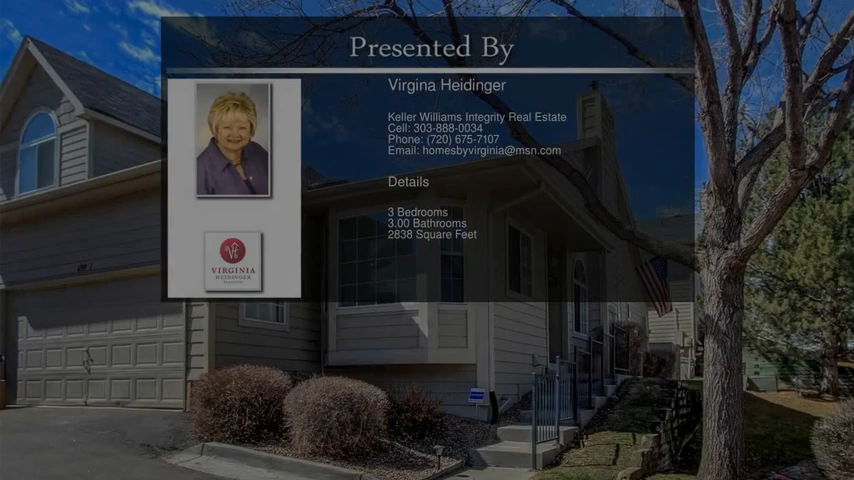 Presented By
Virgina Heidinger
Keller Williams Integrity Real Estate
Cell: 303-888-0034
Phone: (720) 675-7107
Email: homesbyvirginia@msn.com
Details
3 Bedrooms
3.00 Bathrooms
2838 Square Feet
VIRGINIA
HEIDINGER